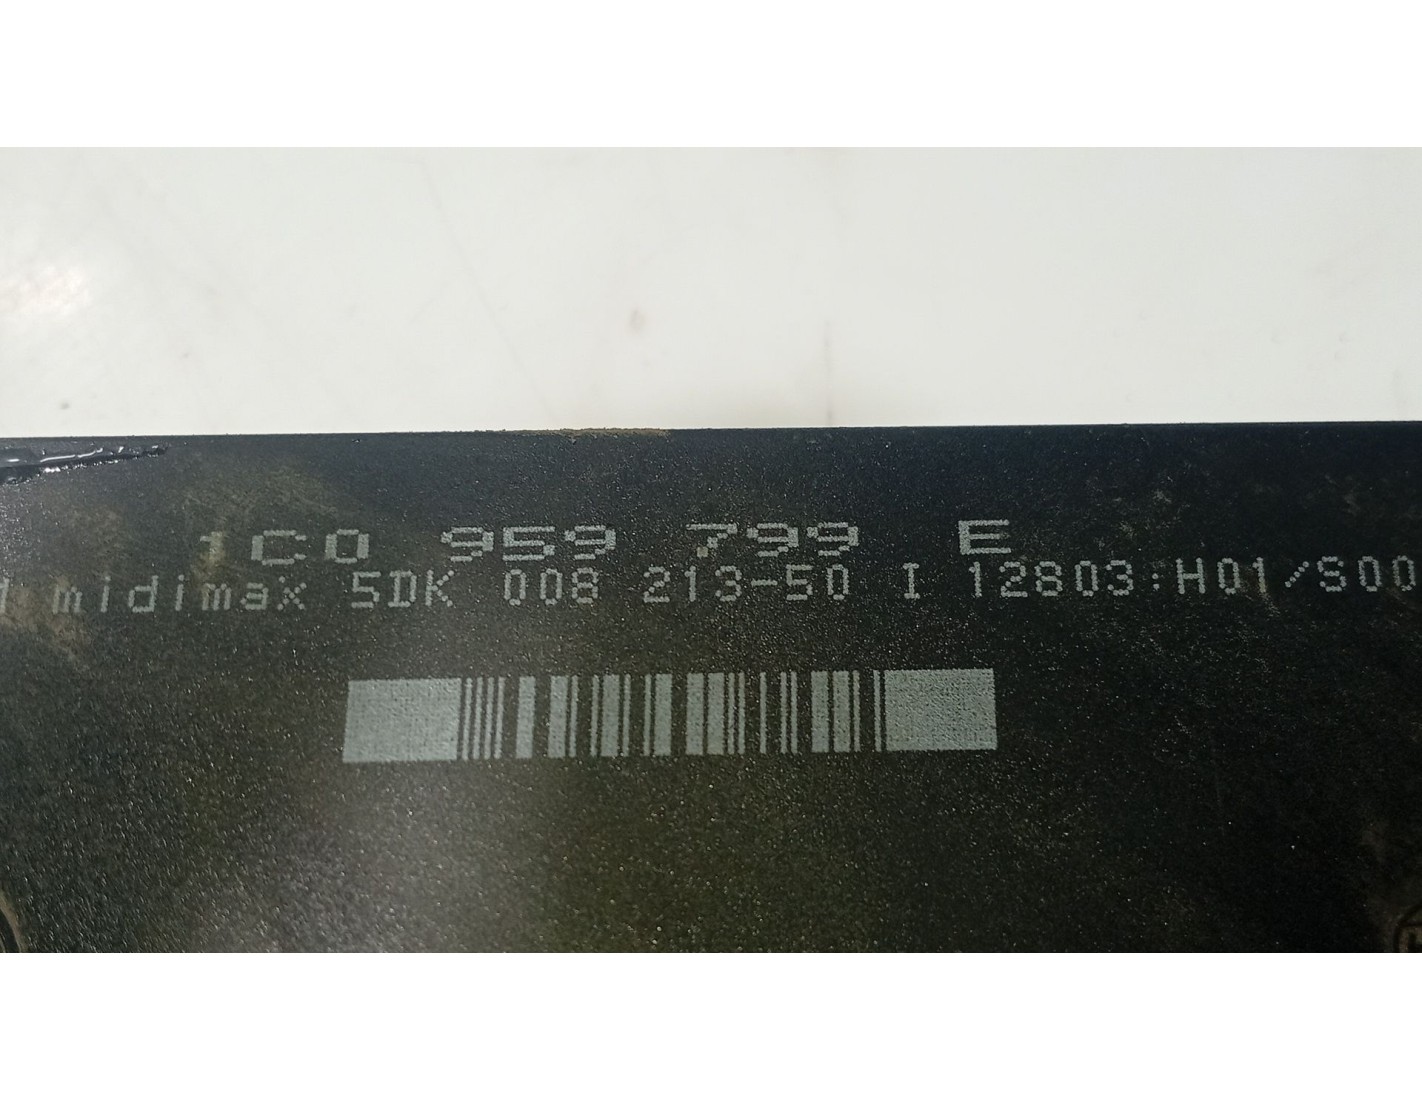 1C0 959 799 E
midimax 5DK 008 213-50 I 12803:H01/S00